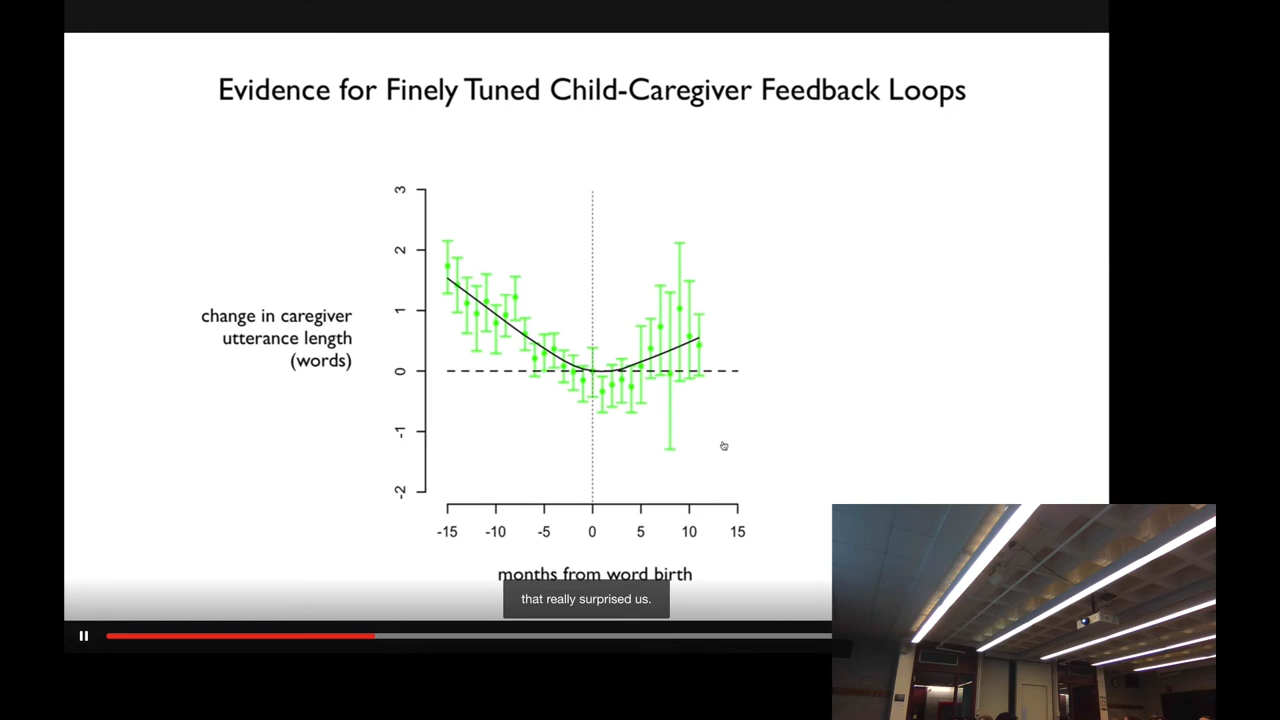 Evidence for Finely Tuned Child-Caregiver Feedback Loops
3
2
1
0
-1
-2
change in caregiver
utterance length
(words)
-15 -10 -5 0 5 10 15
months from word birth
that really surprised us.